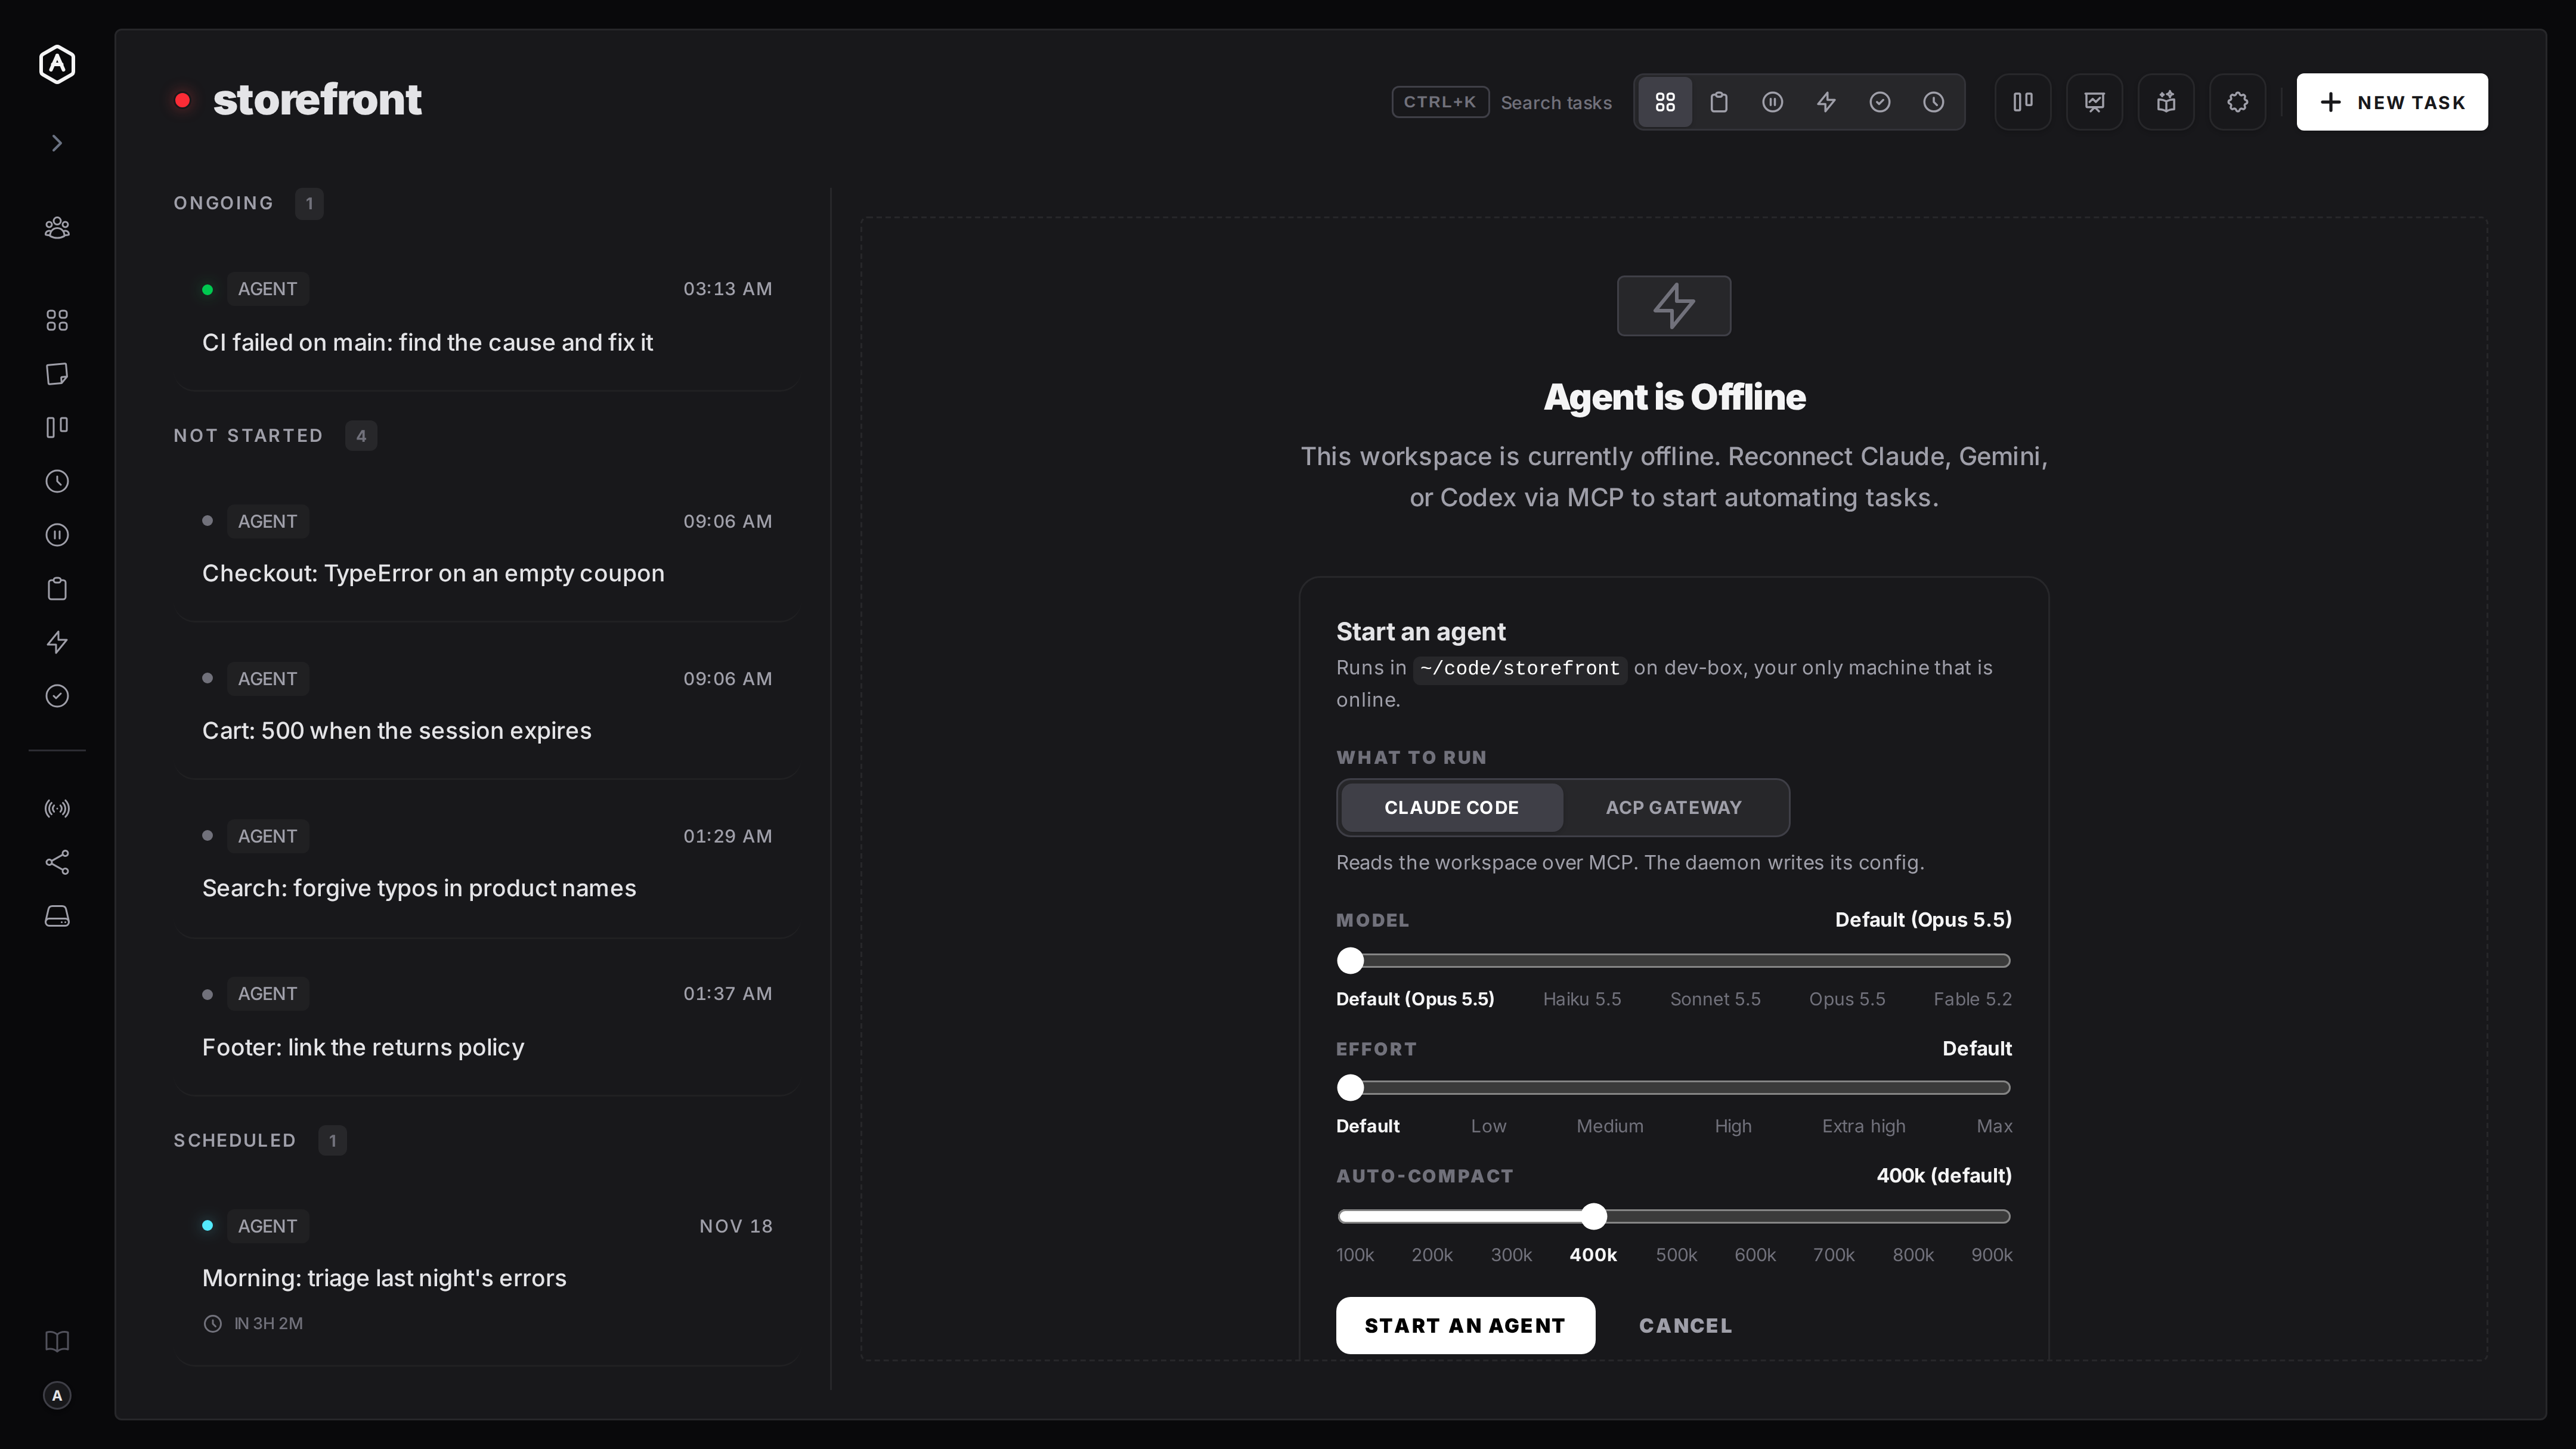 storefront
CTRL+K Search tasks
NEW TASK
ONGOING 1
AGENT 03:13 AM
CI failed on main: find the cause and fix it
NOT STARTED 4
AGENT 09:06 AM
Checkout: TypeError on an empty coupon
AGENT 09:06 AM
Cart: 500 when the session expires
AGENT 01:29 AM
Search: forgive typos in product names
AGENT 01:37 AM
Footer: link the returns policy
SCHEDULED 1
AGENT NOV 18
Morning: triage last night's errors
IN 3H 2M
A
Agent is Offline
This workspace is currently offline. Reconnect Claude, Gemini,
or Codex via MCP to start automating tasks.
Start an agent
Runs in ~/code/storefront on dev-box, your only machine that is
online.
WHAT TO RUN
CLAUDE CODE ACP GATEWAY
Reads the workspace over MCP. The daemon writes its config.
MODEL Default (Opus 5.5)
Default (Opus 5.5) Haiku 5.5 Sonnet 5.5 Opus 5.5 Fable 5.2
EFFORT Default
Default Low Medium High Extra high Max
AUTO-COMPACT 400k (default)
100k 200k 300k 400k 500k 600k 700k 800k 900k
START AN AGENT CANCEL